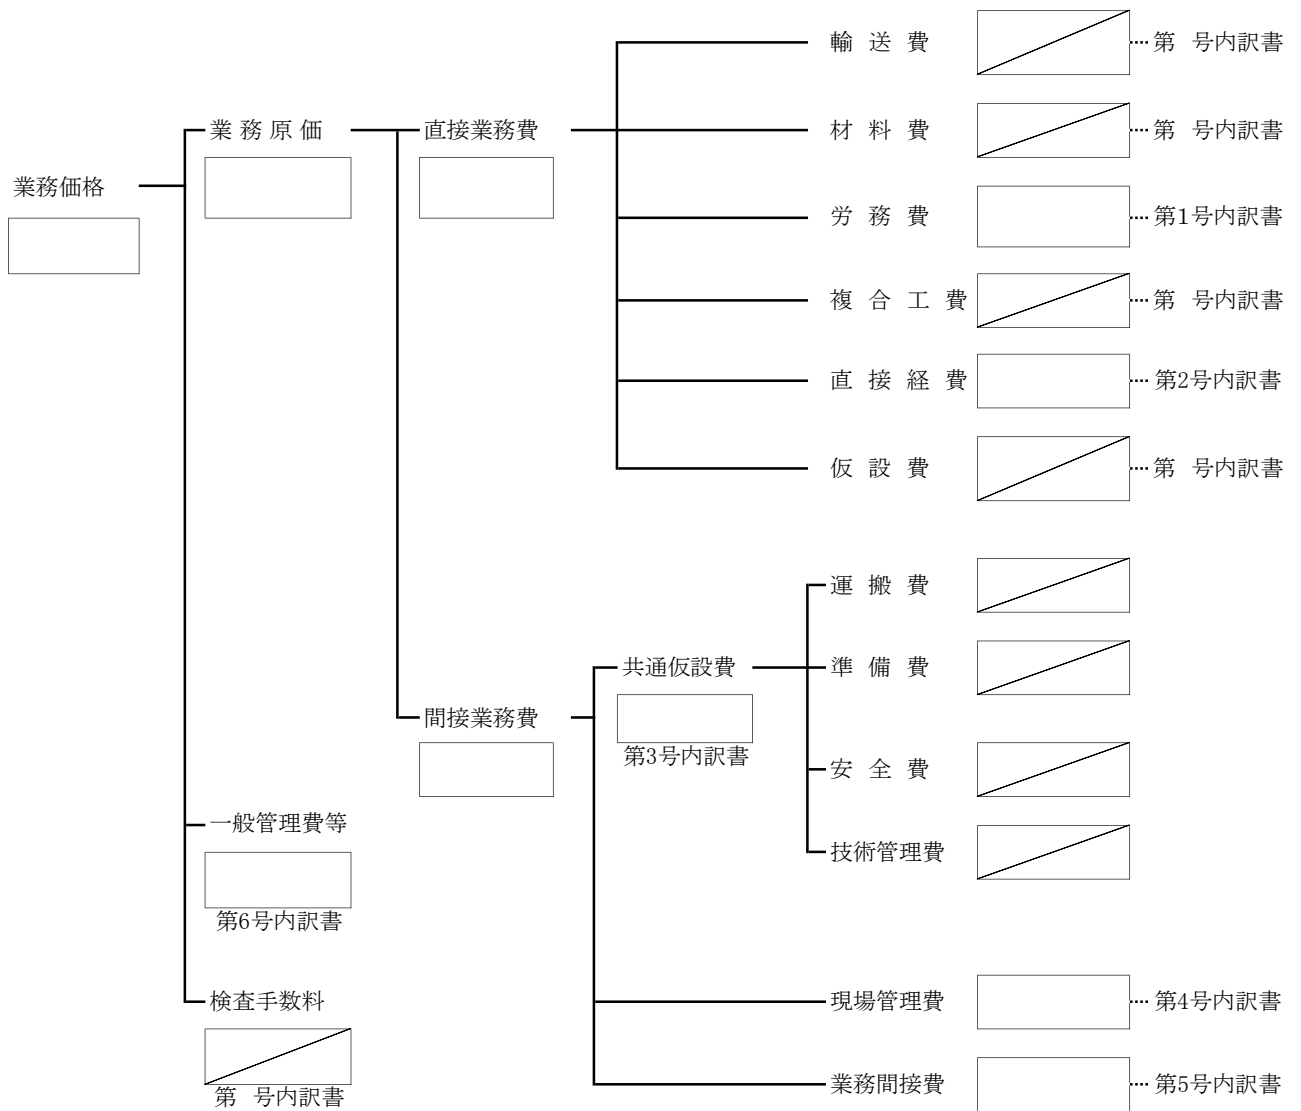 輸 送 費
第 号内訳書
業 務 原 価
直接業務費
材 料 費
第 号内訳書
業務価格
労 務 費
第1号内訳書
複 合 工 費
第 号内訳書
直 接 経 費
第2号内訳書
仮 設 費
第 号内訳書
運 搬 費
共通仮設費
準 備 費
間接業務費
第3号内訳書
安 全 費
一般管理費等
技術管理費
第6号内訳書
検査手数料
現場管理費
第4号内訳書
第 号内訳書
業務間接費
第5号内訳書